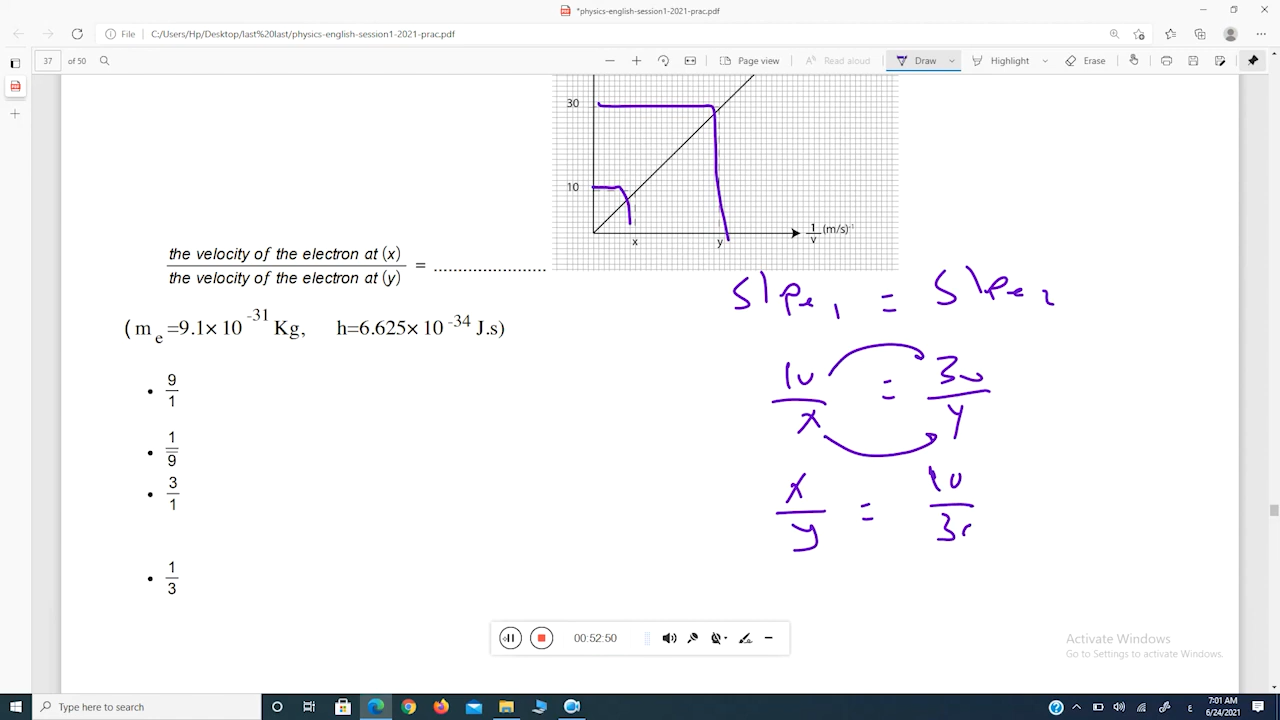 *physics-english-session1-2021-prac.pdf
File C:/Users/Hp/Desktop/last%20last/physics-english-session1-2021-prac.pdf
37 of 50 Page view Read aloud Draw Highlight Erase
30
10
x y 1/v (m/s)⁻¹
the velocity of the electron at (x)
the velocity of the electron at (y)
= ......................
( m e =9.1× 10 -31 Kg, h=6.625× 10 -34 J.s)
Slpe 1 = Slpe 2
10 = 30
x y
x = 10
y 30
• 9/1
• 1/9
• 3/1
• 1/3
00:52:50
Activate Windows
Go to Settings to activate Windows.
Type here to search
7:01 AM
6/24/2021